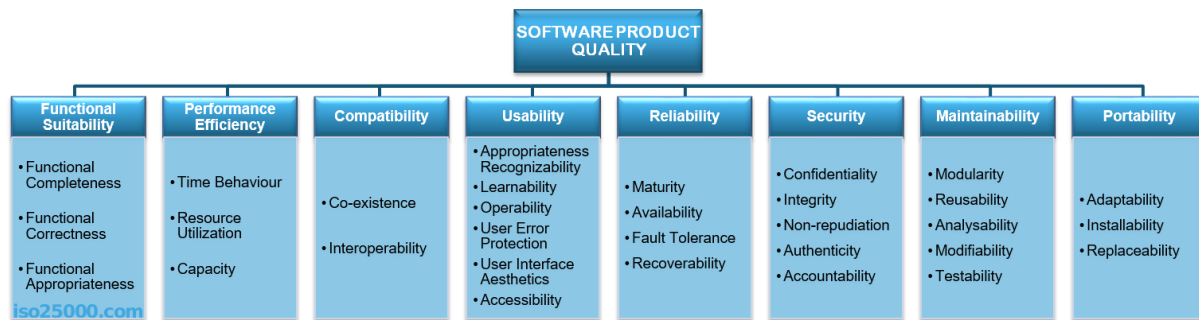 SOFTWARE PRODUCT
QUALITY
Functional
Suitability
• Functional
Completeness
• Functional
Correctness
• Functional
Appropriateness
Performance
Efficiency
• Time Behaviour
• Resource
Utilization
• Capacity
Compatibility
• Co-existence
• Interoperability
Usability
• Appropriateness
Recognizability
• Learnability
• Operability
• User Error
Protection
• User Interface
Aesthetics
• Accessibility
Reliability
• Maturity
• Availability
• Fault Tolerance
• Recoverability
Security
• Confidentiality
• Integrity
• Non-repudiation
• Authenticity
• Accountability
Maintainability
• Modularity
• Reusability
• Analysability
• Modifiability
• Testability
Portability
• Adaptability
• Installability
• Replaceability
iso25000.com